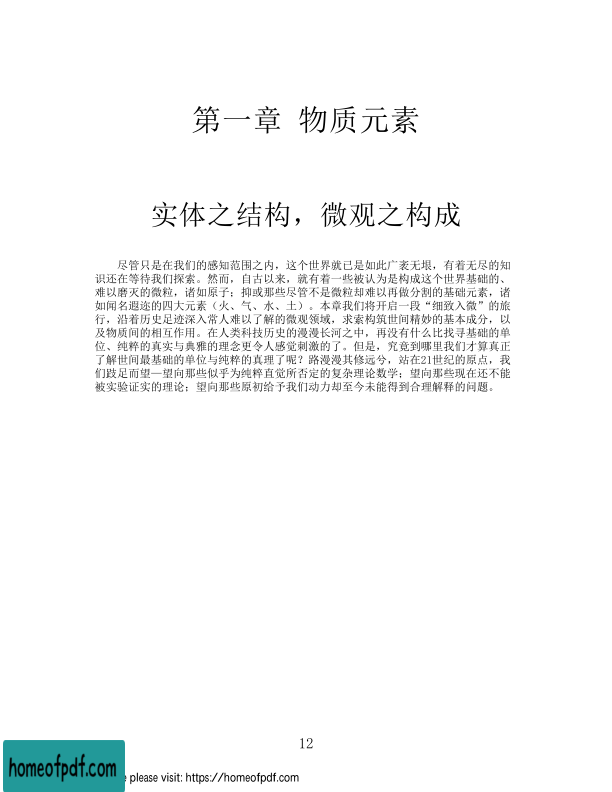 第一章 物质元素
实体之结构，微观之构成
尽管只是在我们的感知范围之内，这个世界就已是如此广袤无垠，有着无尽的知
识还在等待我们探索。然而，自古以来，就有着一些被认为是构成这个世界基础的、
难以磨灭的微粒，诸如原子；抑或那些尽管不是微粒却难以再做分割的基础元素，诸
如闻名遐迩的四大元素（火、气、水、土）。本章我们将开启一段“细致入微”的旅
行，沿着历史足迹深入常人难以了解的微观领域，求索构筑世间精妙的基本成分，以
及物质间的相互作用。在人类科技历史的漫漫长河之中，再没有什么比找寻基础的单
位、纯粹的真实与典雅的理念更令人感觉刺激的了。但是，究竟到哪里我们才算真正
了解世间最基础的单位与纯粹的真理了呢？路漫漫其修远兮，站在21世纪的原点，我
们跂足而望—望向那些似乎为纯粹直觉所否定的复杂理论数学；望向那些现在还不能
被实验证实的理论；望向那些原初给予我们动力却至今未能得到合理解释的问题。
12
homeofpdf.com
please visit: https://homeofpdf.com